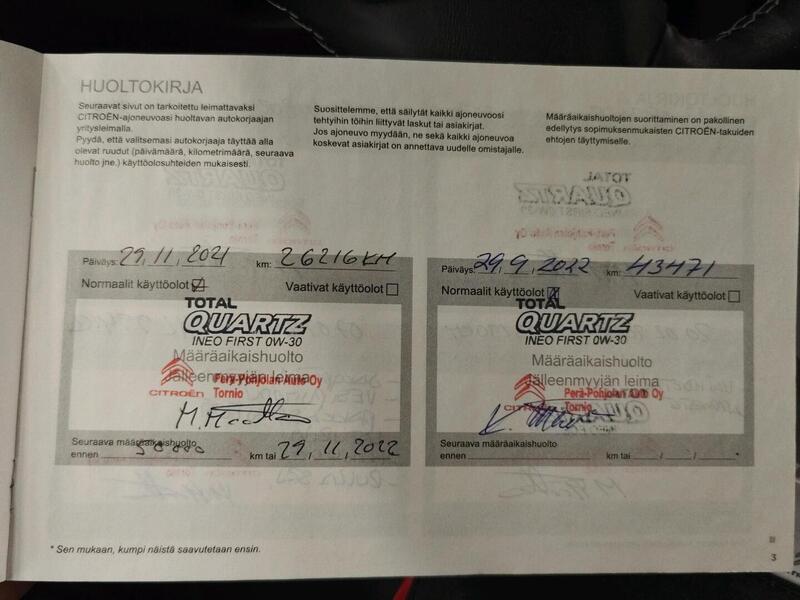 HUOLTOKIRJA
Seuraavat sivut on tarkoitettu leimattavaksi
CITROËN-ajoneuvoasi huoltavan autokorjaajan
yritysleimalla.
Pyydä, että valitsemasi autokorjaaja täyttää alla
olevat ruudut (päivämäärä, kilometrimäärä, seuraava
huolto jne.) käyttöolosuhteiden mukaisesti.
Suosittelemme, että säilytät kaikki ajoneuvoosi
tehtyihin töihin liittyvät laskut tai asiakirjat.
Jos ajoneuvo myydään, ne sekä kaikki ajoneuvoa
koskevat asiakirjat on annettava uudelle omistajalle.
Määräaikaishuoltojen suorittaminen on pakollinen
edellytys sopimuksenmukaisten CITROËN-takuiden
ehtojen täyttymiselle.
Päiväys: 29,11,2021 km: 26216 KM
Normaalit käyttöolot Vaativat käyttöolot
TOTAL
QUARTZ
INEO FIRST 0W-30
Määräaikaishuolto
Jälleenmyyjän leima
Perä-Pohjolan Auto Oy
CITROËN Tornio
Seuraava määräaikaishuolto
ennen km tai 29/11/2022
Päiväys: 29/9/2022 km: 43471
Normaalit käyttöolot Vaativat käyttöolot
TOTAL
QUARTZ
INEO FIRST 0W-30
Määräaikaishuolto
Jälleenmyyjän leima
Perä-Pohjolan Auto Oy
CITROËN Tornio
Seuraava määräaikaishuolto
ennen km tai / / *
* Sen mukaan, kumpi näistä saavutetaan ensin.
3